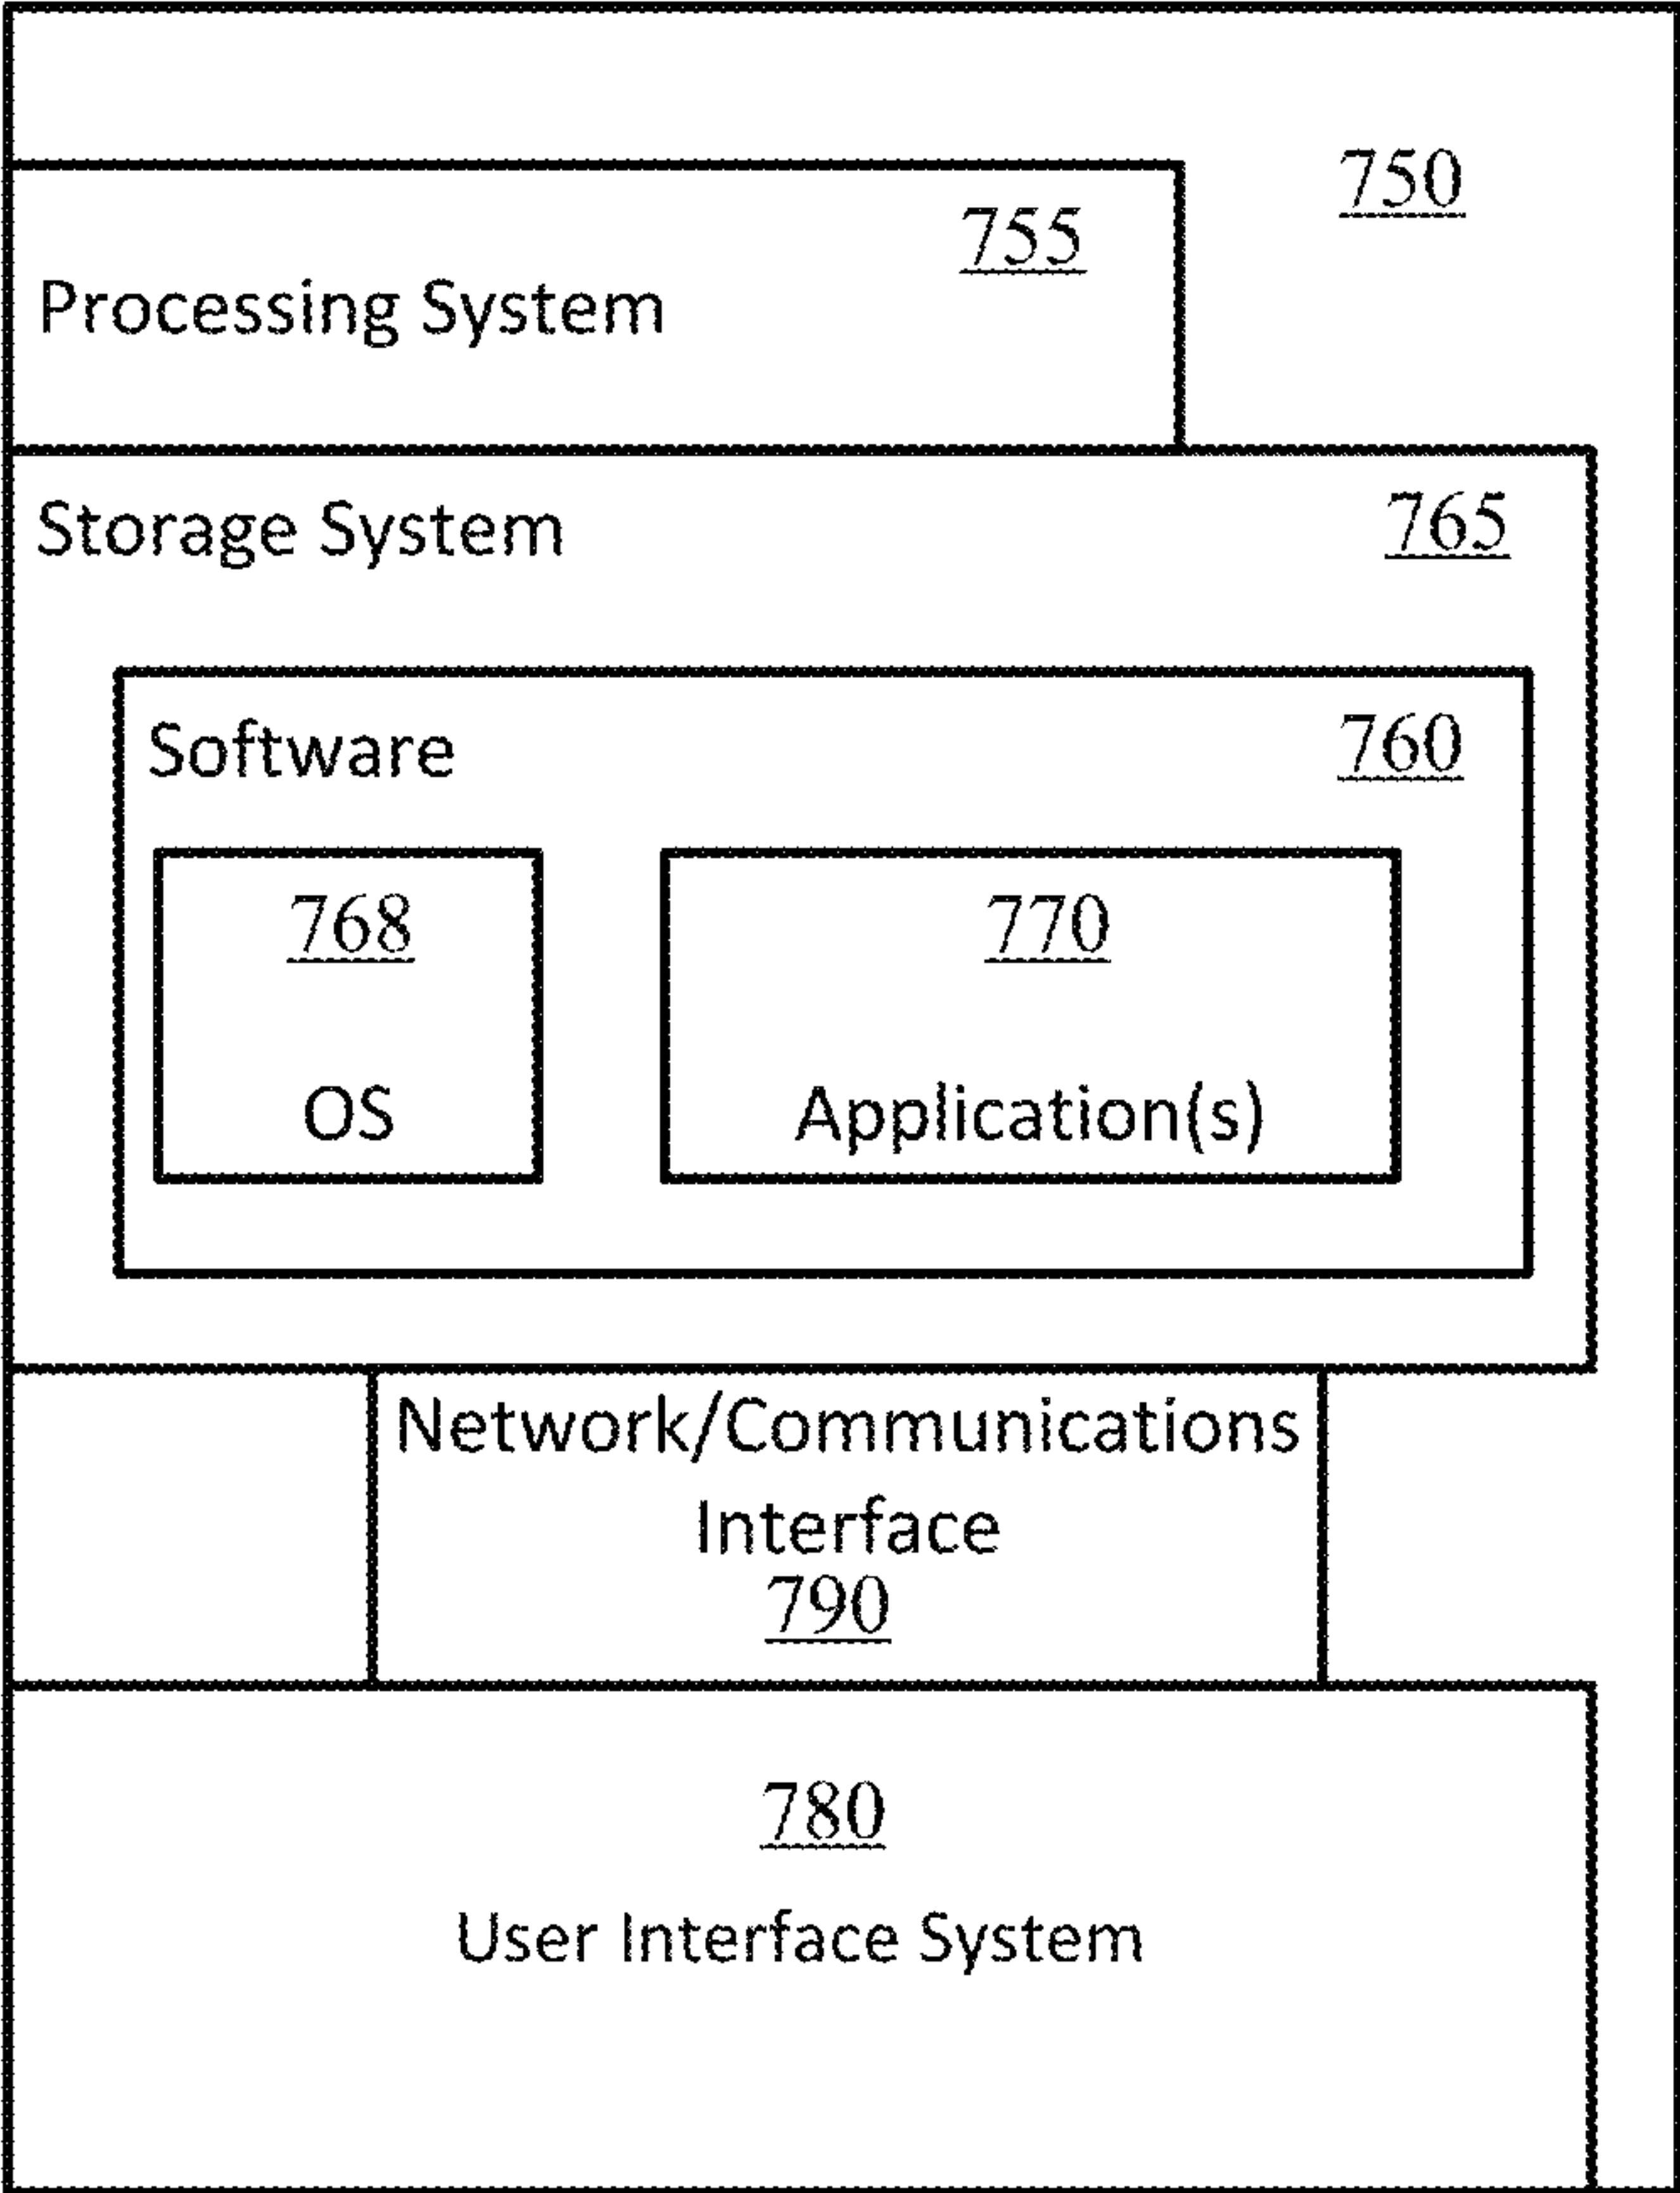 750
755
Processing System
Storage System 765
Software 760
768
OS
770
Application(s)
Network/Communications
Interface
790
780
User Interface System